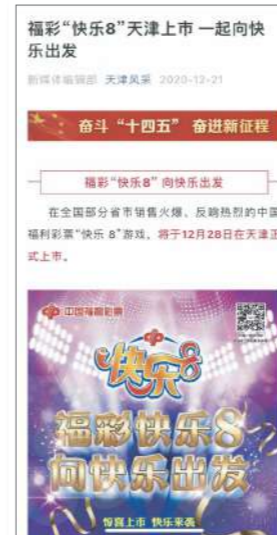 福彩“快乐8”天津上市 一起向快
乐出发
新媒体编辑部 天津风采 2020-12-21
奋斗“十四五” 奋进新征程
福彩“快乐8” 向快乐出发
在全国部分省市销售火爆、反响热烈的中国
福利彩票“快乐 8”游戏，将于12月28日在天津正
式上市。
中国福利彩票
快乐8
福彩快乐8
向快乐出发
惊喜上市 快乐来袭